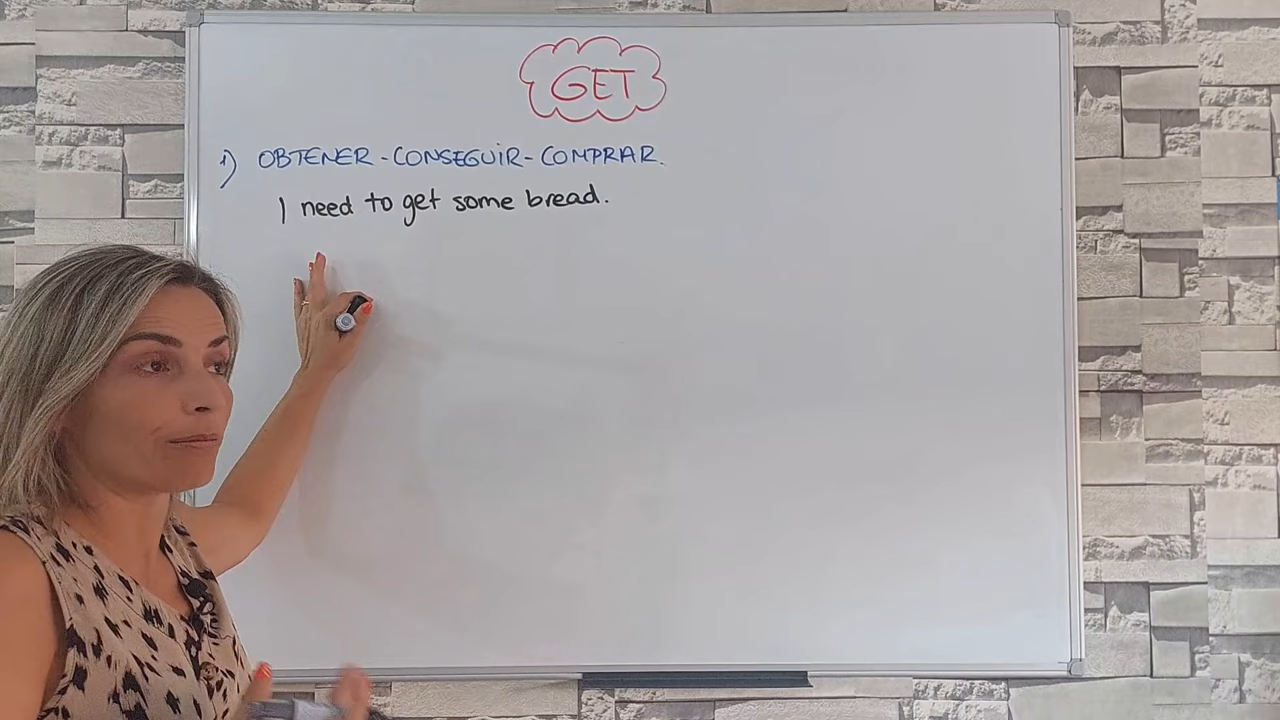 GET
1) OBTENER - CONSEGUIR - COMPRAR.
I need to get some bread.